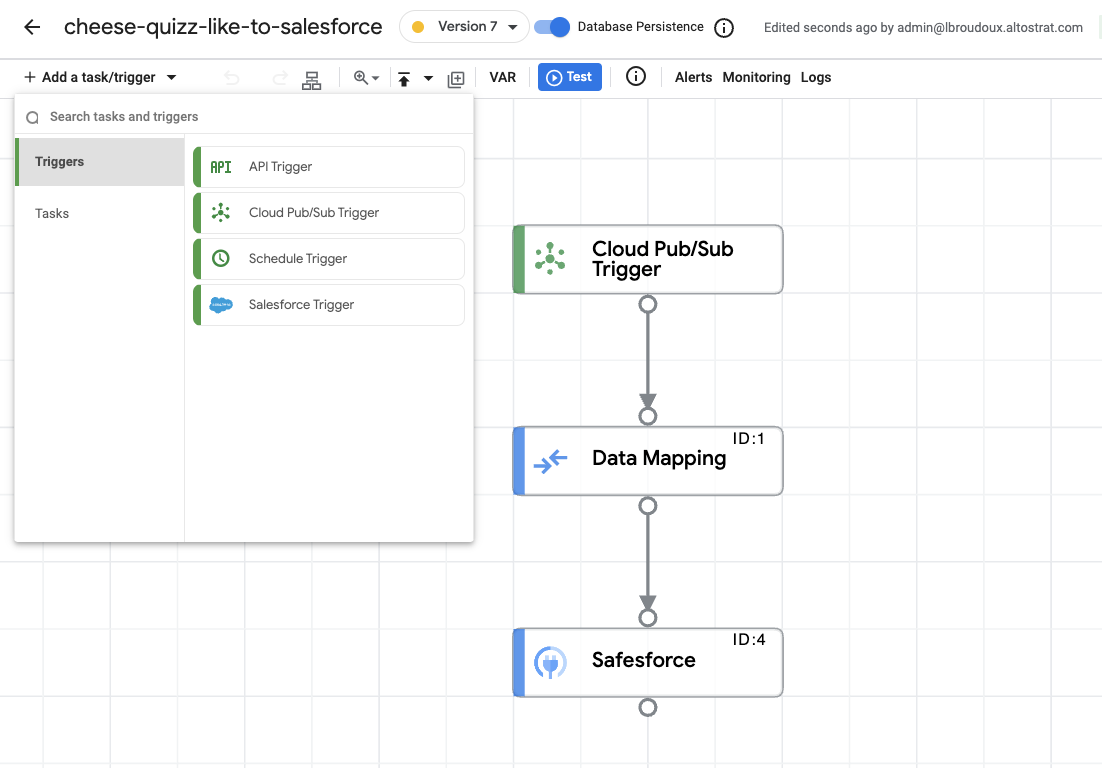 cheese-quizz-like-to-salesforce
Version 7
Database Persistence
Edited seconds ago by admin@lbroudoux.altostrat.com
Add a task/trigger
VAR
Test
Alerts
Monitoring
Logs
Search tasks and triggers
Triggers
Tasks
API
API Trigger
Cloud Pub/Sub Trigger
Schedule Trigger
Salesforce Trigger
Cloud Pub/Sub
Trigger
ID:1
Data Mapping
ID:4
Safesforce